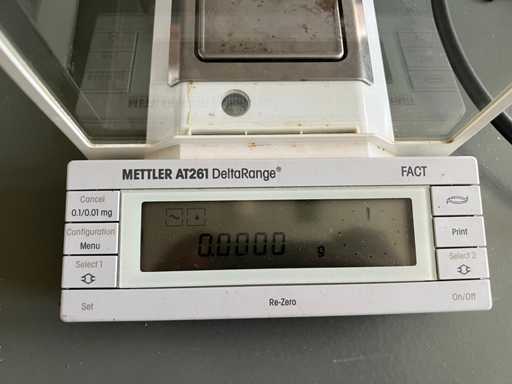 METTLER AT261 DeltaRange®
FACT
Cancel
0.1/0.01 mg
Configuration
Menu
Select 1
Set
0.0000 g
Re-Zero
Print
Select 2
On/Off